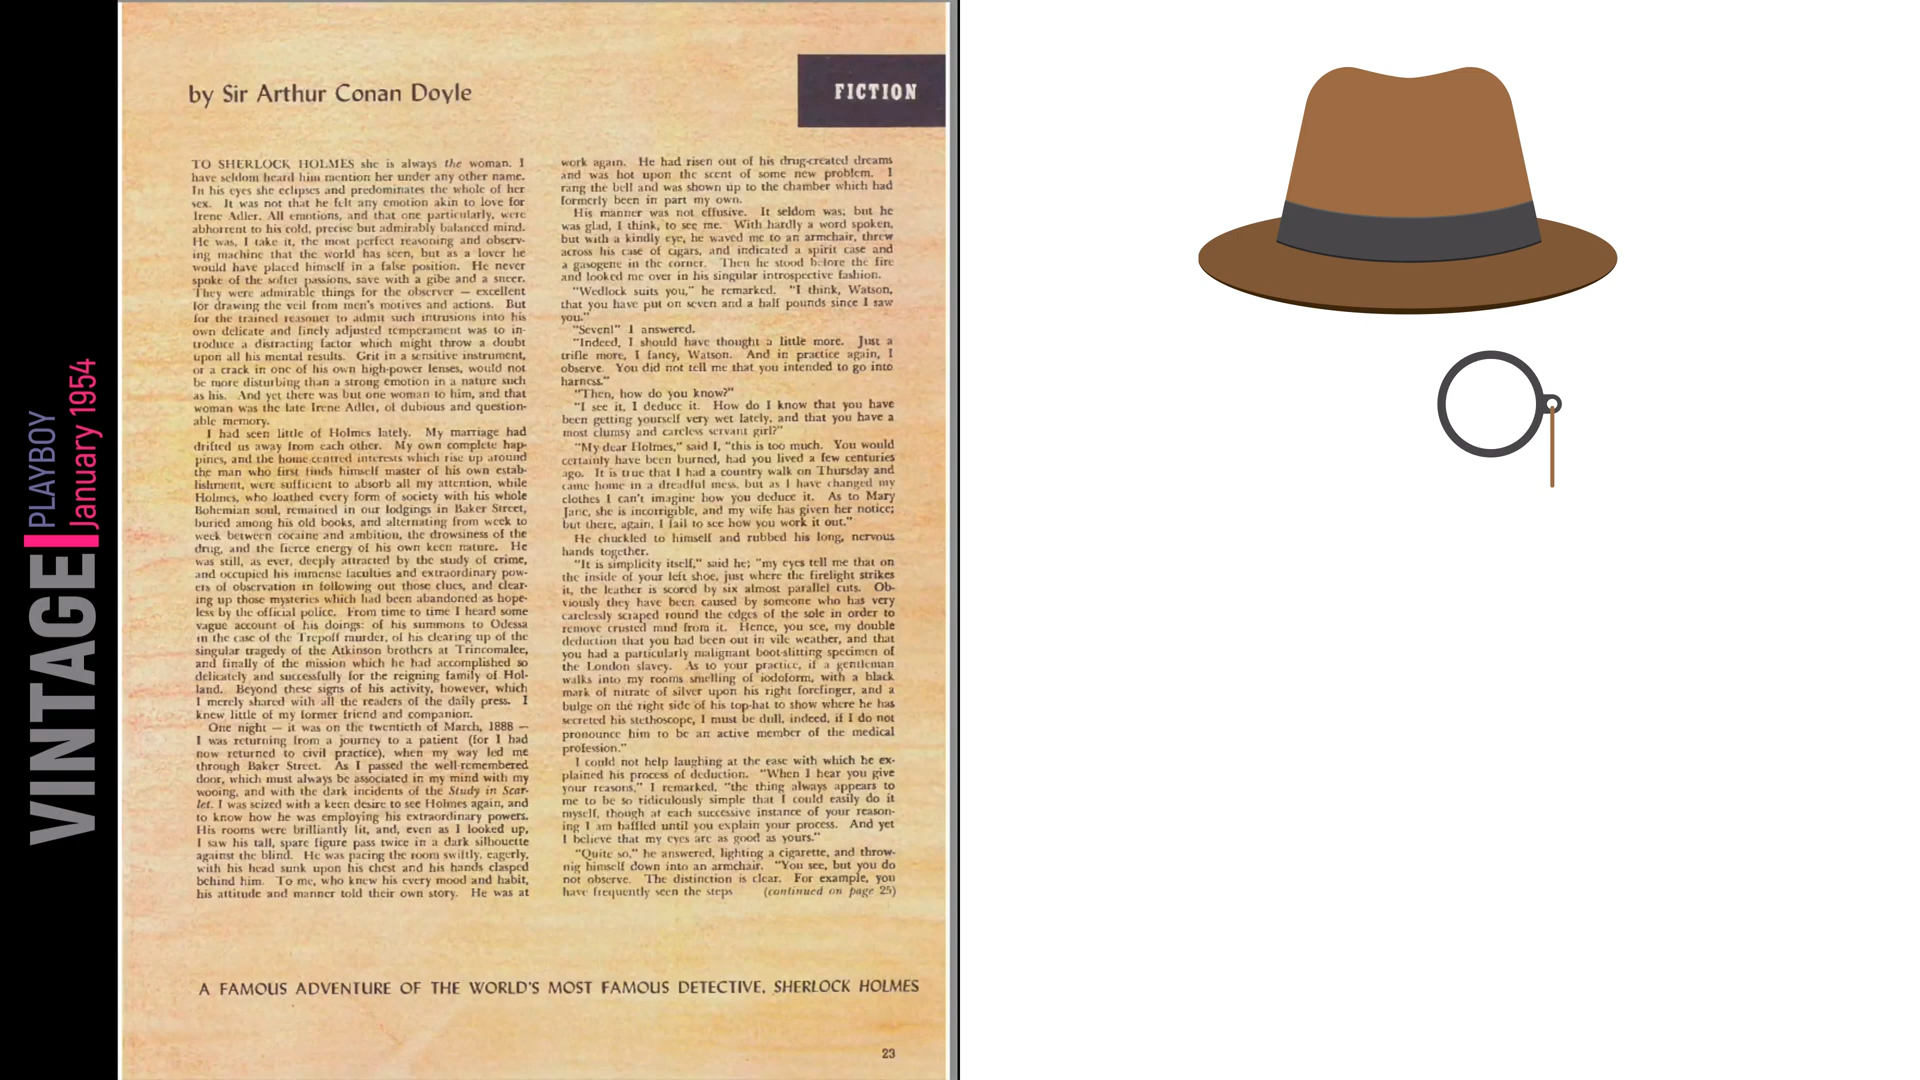 VINTAGE
PLAYBOY
January 1954
by Sir Arthur Conan Doyle
FICTION
TO SHERLOCK HOLMES she is always the woman. I
have seldom heard him mention her under any other name.
In his eyes she eclipses and predominates the whole of her
sex. It was not that he felt any emotion akin to love for
Irene Adler. All emotions, and that one particularly, were
abhorrent to his cold, precise but admirably balanced mind.
He was, I take it, the most perfect reasoning and observ-
ing machine that the world has seen, but as a lover he
would have placed himself in a false position. He never
spoke of the softer passions, save with a gibe and a sneer.
They were admirable things for the observer — excellent
for drawing the veil from men's motives and actions. But
for the trained reasoner to admit such intrusions into his
own delicate and finely adjusted temperament was to in-
troduce a distracting factor which might throw a doubt
upon all his mental results. Grit in a sensitive instrument,
or a crack in one of his own high-power lenses, would not
be more disturbing than a strong emotion in a nature such
as his. And yet there was but one woman to him, and that
woman was the late Irene Adler, of dubious and question-
able memory.
I had seen little of Holmes lately. My marriage had
drifted us away from each other. My own complete hap-
pines, and the home-centred interests which rise up around
the man who first finds himself master of his own estab-
lishment, were sufficient to absorb all my attention, while
Holmes, who loathed every form of society with his whole
Bohemian soul, remained in our lodgings in Baker Street,
buried among his old books, and alternating from week to
week between cocaine and ambition, the drowsiness of the
drug, and the fierce energy of his own keen nature. He
was still, as ever, deeply attracted by the study of crime,
and occupied his immense faculties and extraordinary pow-
ers of observation in following out those clues, and clear-
ing up those mysteries which had been abandoned as hope-
less by the official police. From time to time I heard some
vague account of his doings: of his summons to Odessa
in the case of the Trepoff murder, of his clearing up of the
singular tragedy of the Atkinson brothers at Trincomalee,
and finally of the mission which he had accomplished so
delicately and successfully for the reigning family of Hol-
land. Beyond these signs of his activity, however, which
I merely shared with all the readers of the daily press. I
knew little of my former friend and companion.
One night — it was on the twentieth of March, 1888 —
I was returning from a journey to a patient (for I had
now returned to civil practice), when my way led me
through Baker Street. As I passed the well-remembered
door, which must always be associated in my mind with my
wooing, and with the dark incidents of the Study in Scar-
let. I was seized with a keen desire to see Holmes again, and
to know how he was employing his extraordinary powers.
His rooms were brilliantly lit, and, even as I looked up,
I saw his tall, spare figure pass twice in a dark silhouette
against the blind. He was pacing the room swiftly, eagerly,
with his head sunk upon his chest and his hands clasped
behind him. To me, who knew his every mood and habit,
his attitude and manner told their own story. He was at
work again. He had risen out of his drug-created dreams
and was hot upon the scent of some new problem. I
rang the bell and was shown up to the chamber which had
formerly been in part my own.
His manner was not effusive. It seldom was; but he
was glad, I think, to see me. With hardly a word spoken,
but with a kindly eye, he waved me to an armchair, threw
across his case of cigars, and indicated a spirit case and
a gasogene in the corner. Then he stood before the fire
and looked me over in his singular introspective fashion.
"Wedlock suits you," he remarked. "I think, Watson,
that you have put on seven and a half pounds since I saw
you."
"Seven!" I answered.
"Indeed, I should have thought a little more. Just a
trifle more, I fancy, Watson. And in practice again, I
observe. You did not tell me that you intended to go into
harness."
"Then, how do you know?"
"I see it, I deduce it. How do I know that you have
been getting yourself very wet lately, and that you have a
most clumsy and careless servant girl?"
"My dear Holmes," said I, "this is too much. You would
certainly have been burned, had you lived a few centuries
ago. It is true that I had a country walk on Thursday and
came home in a dreadful mess, but as I have changed my
clothes I can't imagine how you deduce it. As to Mary
Jane, she is incorrigible, and my wife has given her notice;
but there, again, I fail to see how you work it out."
He chuckled to himself and rubbed his long, nervous
hands together.
"It is simplicity itself," said he; "my eyes tell me that on
the inside of your left shoe, just where the firelight strikes
it, the leather is scored by six almost parallel cuts. Ob-
viously they have been caused by someone who has very
carelessly scraped round the edges of the sole in order to
remove crusted mud from it. Hence, you see, my double
deduction that you had been out in vile weather, and that
you had a particularly malignant boot-slitting specimen of
the London slavey. As to your practice, if a gentleman
walks into my rooms smelling of iodoform, with a black
mark of nitrate of silver upon his right forefinger, and a
bulge on the right side of his top-hat to show where he has
secreted his stethoscope, I must be dull, indeed, if I do not
pronounce him to be an active member of the medical
profession."
I could not help laughing at the ease with which he ex-
plained his process of deduction. "When I hear you give
your reasons," I remarked, "the thing always appears to
me to be so ridiculously simple that I could easily do it
myself, though at each successive instance of your reason-
ing I am baffled until you explain your process. And yet
I believe that my eyes are as good as yours."
"Quite so," he answered, lighting a cigarette, and throw-
nig himself down into an armchair. "You see, but you do
not observe. The distinction is clear. For example, you
have frequently seen the steps (continued on page 25)
A FAMOUS ADVENTURE OF THE WORLD'S MOST FAMOUS DETECTIVE, SHERLOCK HOLMES
23